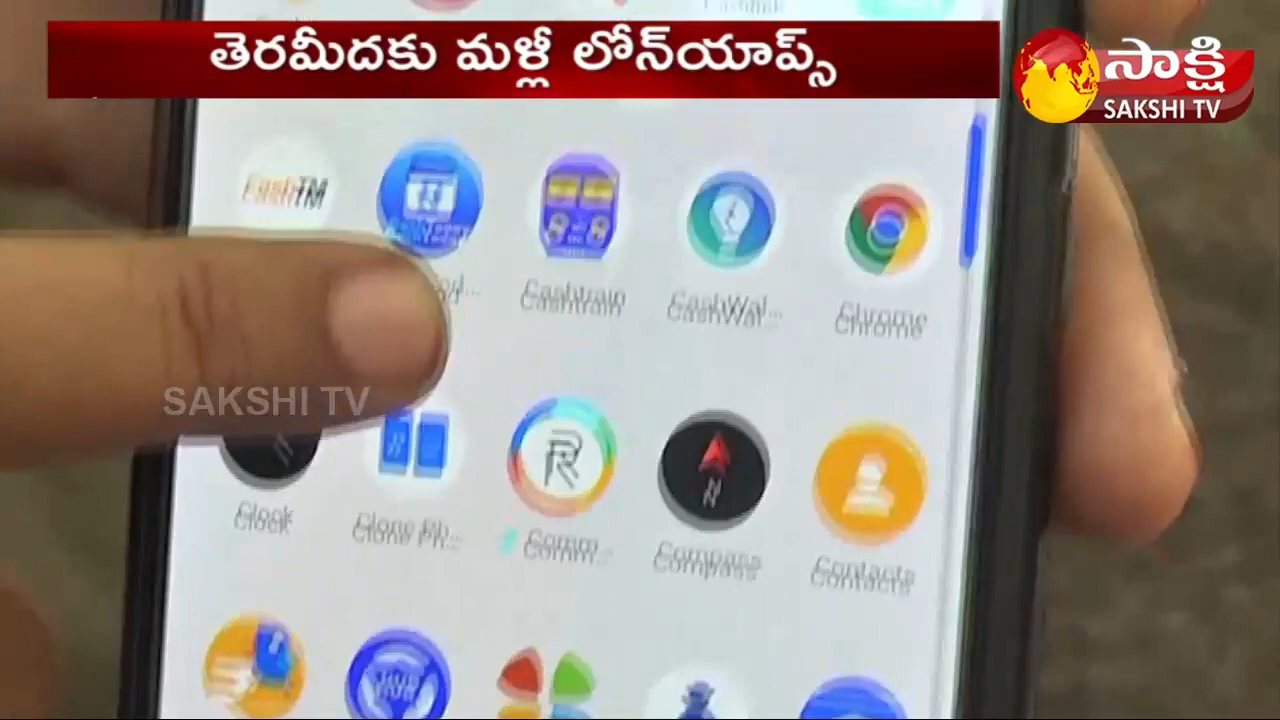 తెరమీదకు మళ్లీ లోన్‌యాప్స్
సాక్షి
SAKSHI TV
CashTM
Cashtrain
CashWal...
Chrome
SAKSHI TV
Clock
Clone Ph...
Comm...
Compass
Contacts